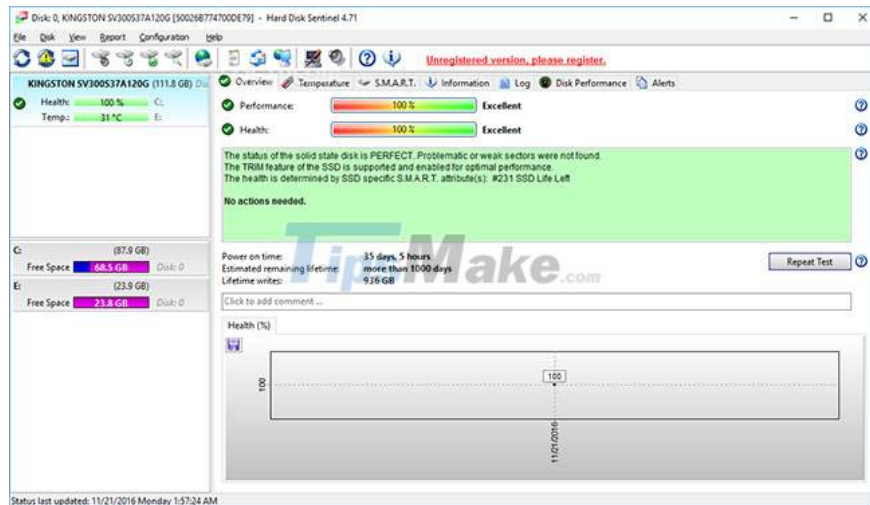 Disk: 0, KINGSTON SV300S37A120G [50026B774700DE79] - Hard Disk Sentinel 4.71
File Disk View Report Configuration Help
Unregistered version, please register.
KINGSTON SV300S37A120G (111.8 GB)
Health: 100 % C:
Temp.: 31 °C E:
C: (87.9 GB)
Free Space 68.5 GB Disk: 0
E: (23.9 GB)
Free Space 23.8 GB Disk: 0
Overview Temperature S.M.A.R.T. Information Log Disk Performance Alerts
Performance: 100 % Excellent
Health: 100 % Excellent
The status of the solid state disk is PERFECT. Problematic or weak sectors were not found.
The TRIM feature of the SSD is supported and enabled for optimal performance.
The health is determined by SSD specific S.M.A.R.T. attribute(s): #231 SSD Life Left
No actions needed.
TipsMake.com
Power on time: 35 days, 5 hours
Estimated remaining lifetime: more than 1000 days
Lifetime writes: 936 GB
Repeat Test
Click to add comment ...
Health (%)
100
100
11/21/2016
Status last updated: 11/21/2016 Monday 1:57:24 AM